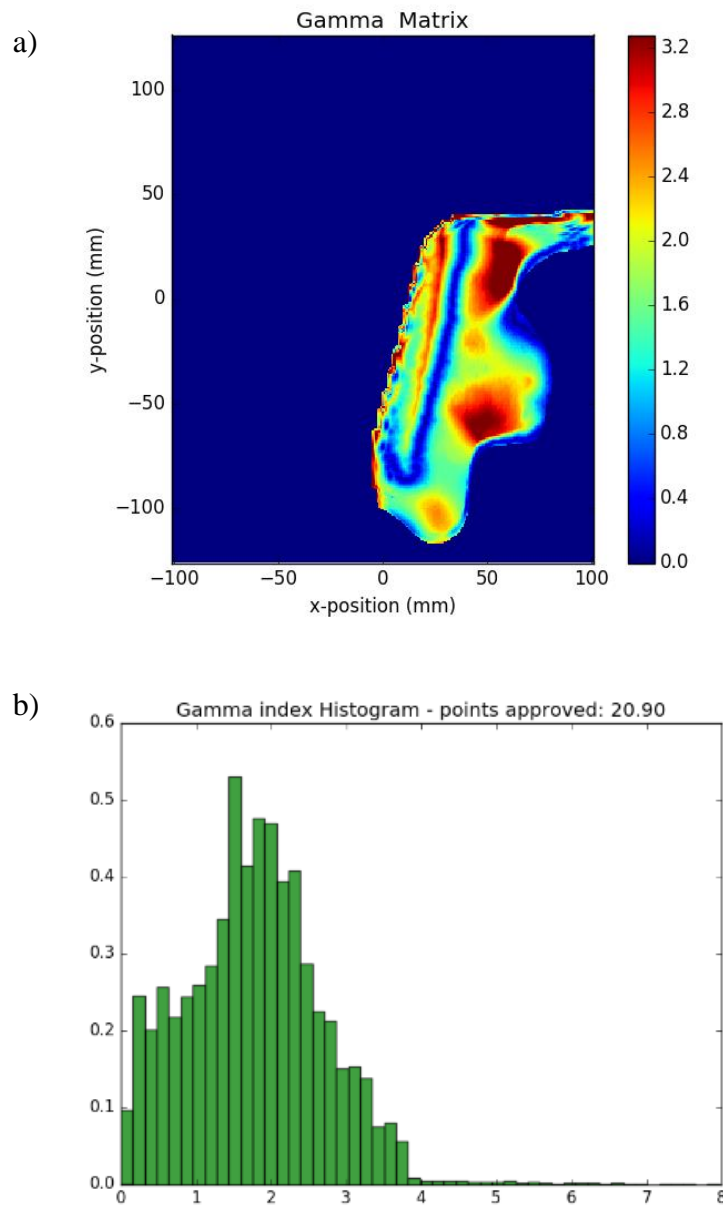 a)
Gamma Matrix
3.2
2.8
2.4
2.0
1.6
1.2
0.8
0.4
0.0
100
50
0
−50
−100
y-position (mm)
−100 −50 0 50 100
x-position (mm)
b)
Gamma index Histogram - points approved: 20.90
0.6
0.5
0.4
0.3
0.2
0.1
0.0
0 1 2 3 4 5 6 7 8